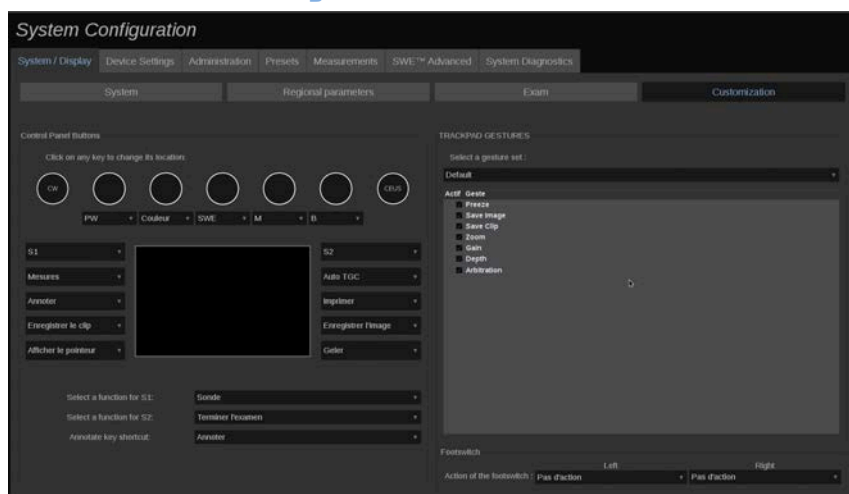 System Configuration
System / Display Device Settings Administration Presets Measurements SWE™ Advanced System Diagnostics
System Regional parameters Exam Customization
Control Panel Buttons
Click on any key to change its location:
CW CEUS
PW Couleur SWE M B
S1 S2
Mesures Auto TGC
Annoter Imprimer
Enregistrer le clip Enregistrer l'image
Afficher le pointeur Geler
Select a function for S1: Sonde
Select a function for S2: Terminer l'examen
Annotate key shortcut: Annoter
TRACKPAD GESTURES
Select a gesture set :
Default
Actif Geste
Freeze
Save Image
Save Clip
Zoom
Gain
Depth
Arbitration
Footswitch
Left Right
Action of the footswitch : Pas d'action Pas d'action